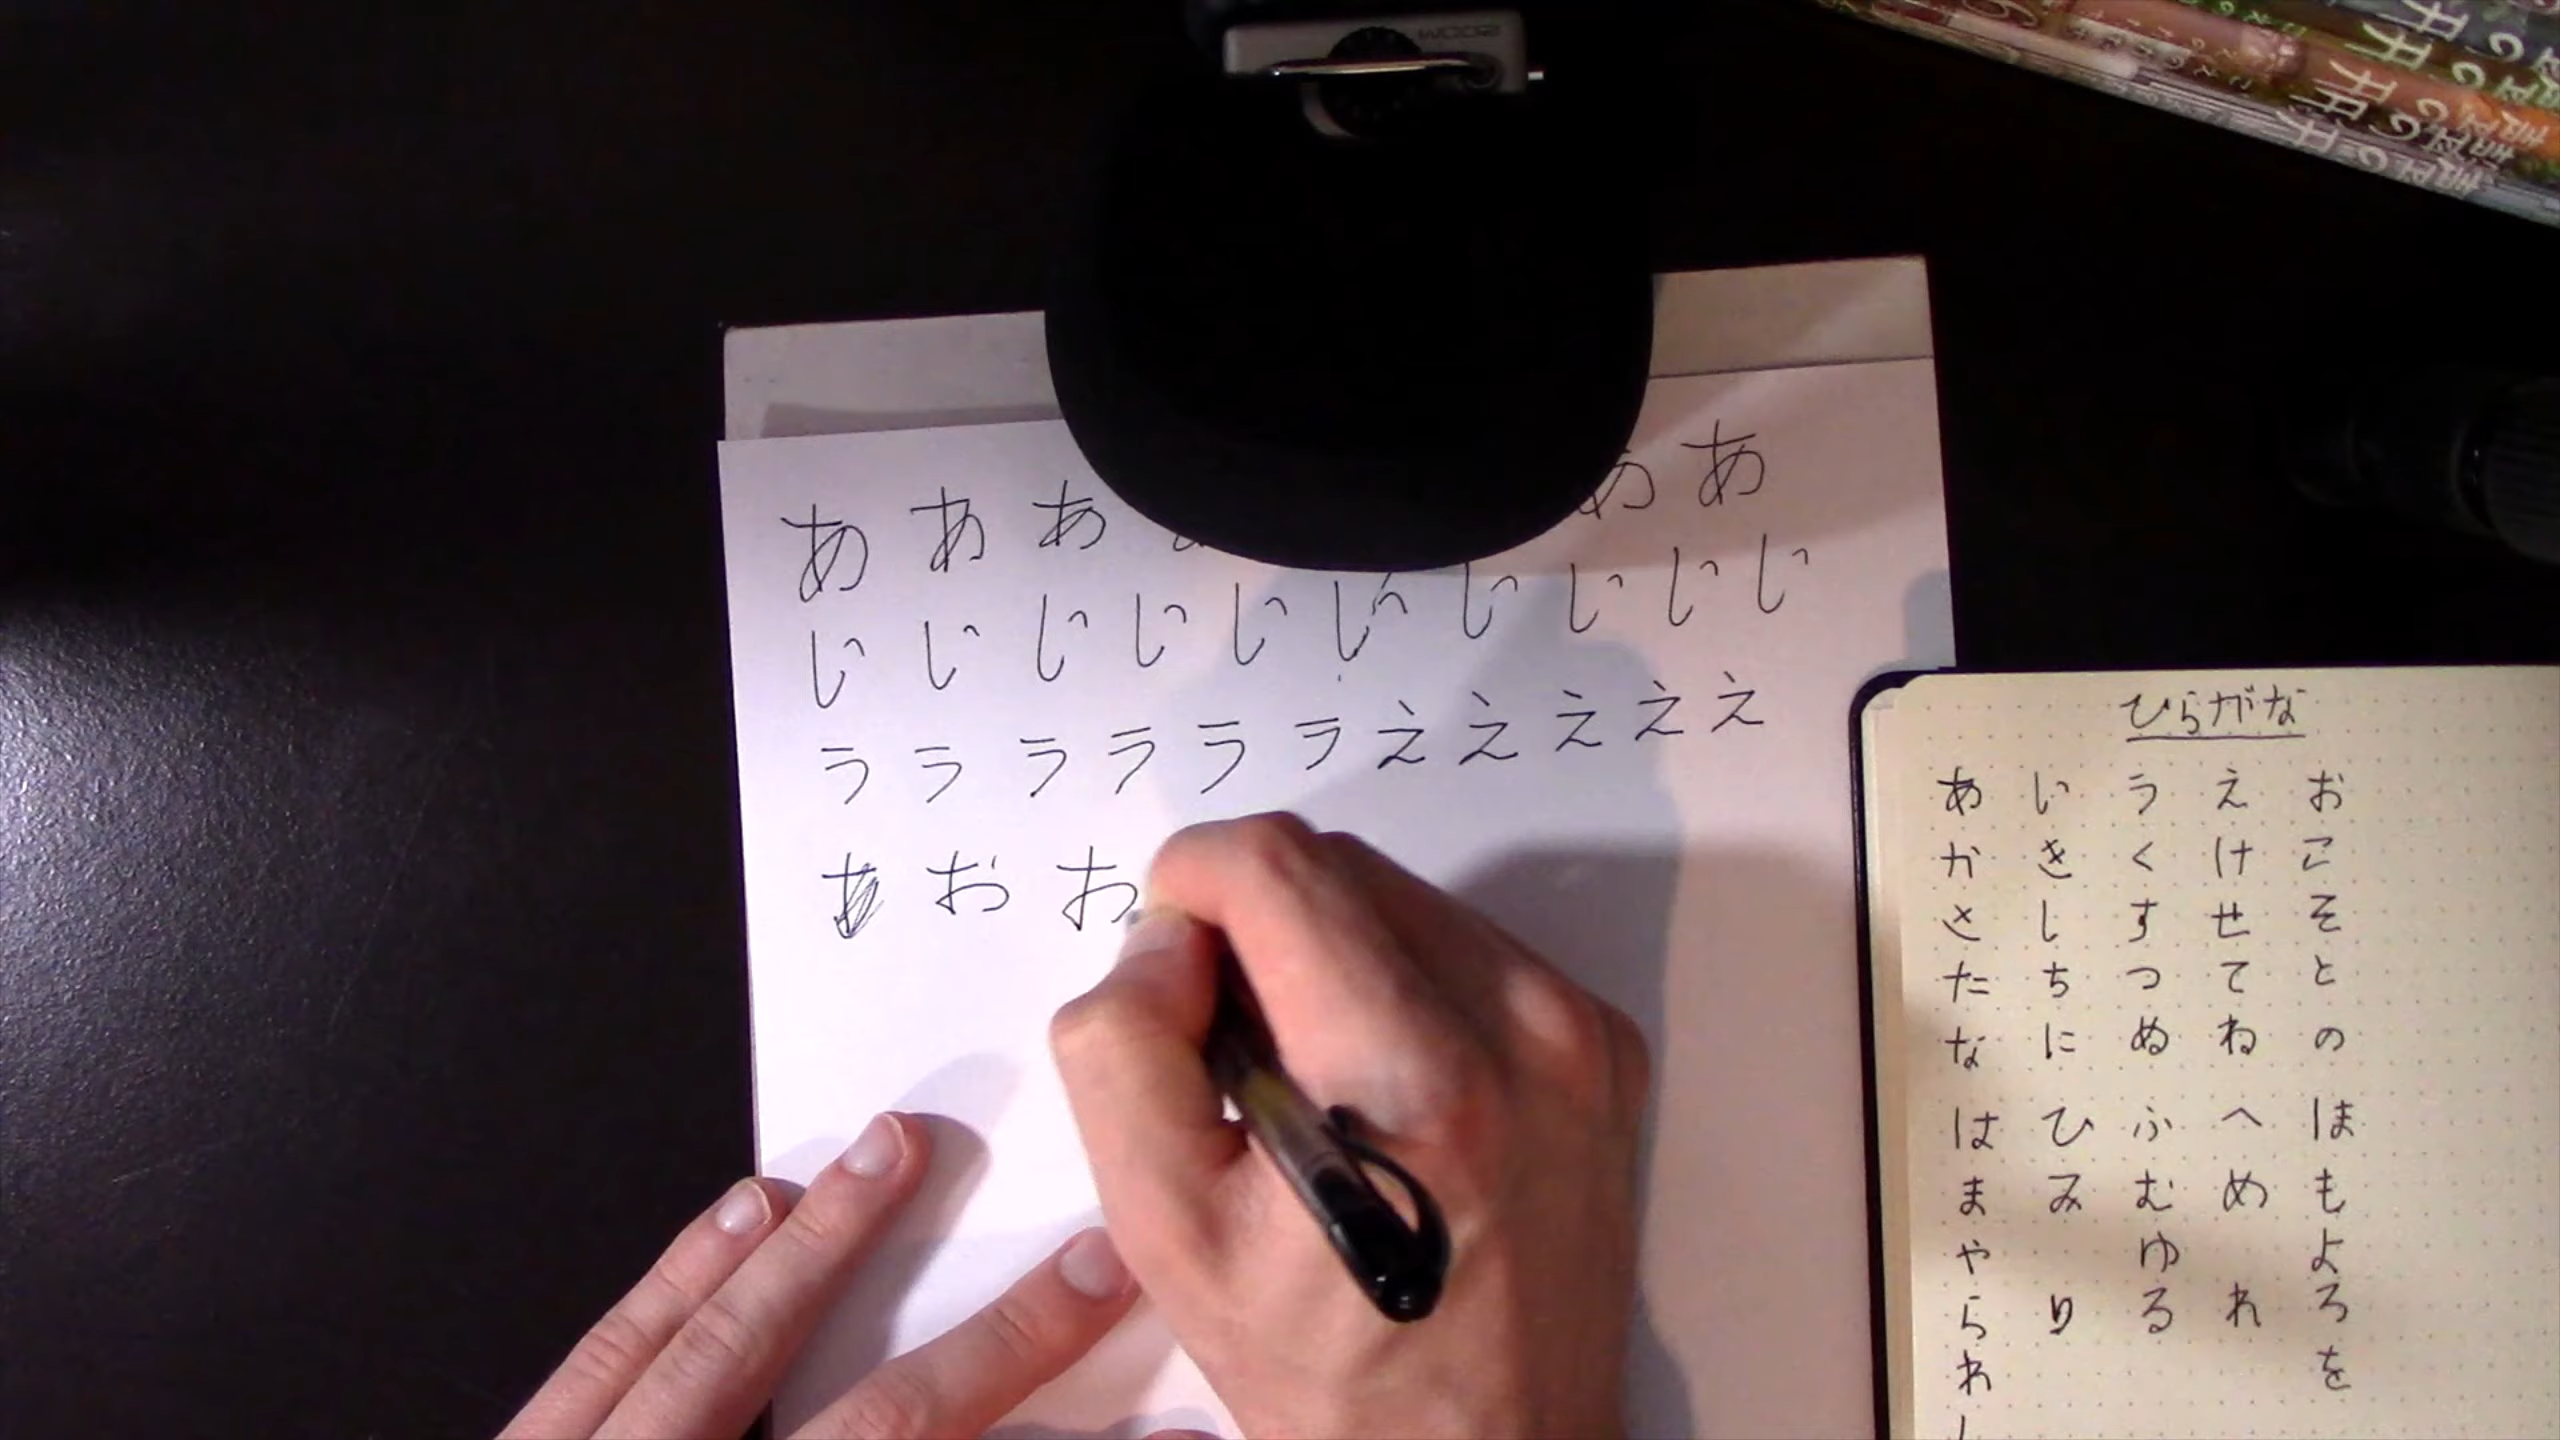 あ あ あ あ
い い い い い い い い い い
う う う う う う え え え え え
お お
ひらがな
あ い う え お
か き く け こ
さ し す せ そ
た ち つ て と
な に ぬ ね の
は ひ ふ へ ほ
ま み む め も
や ゆ よ
ら り る れ ろ
わ を